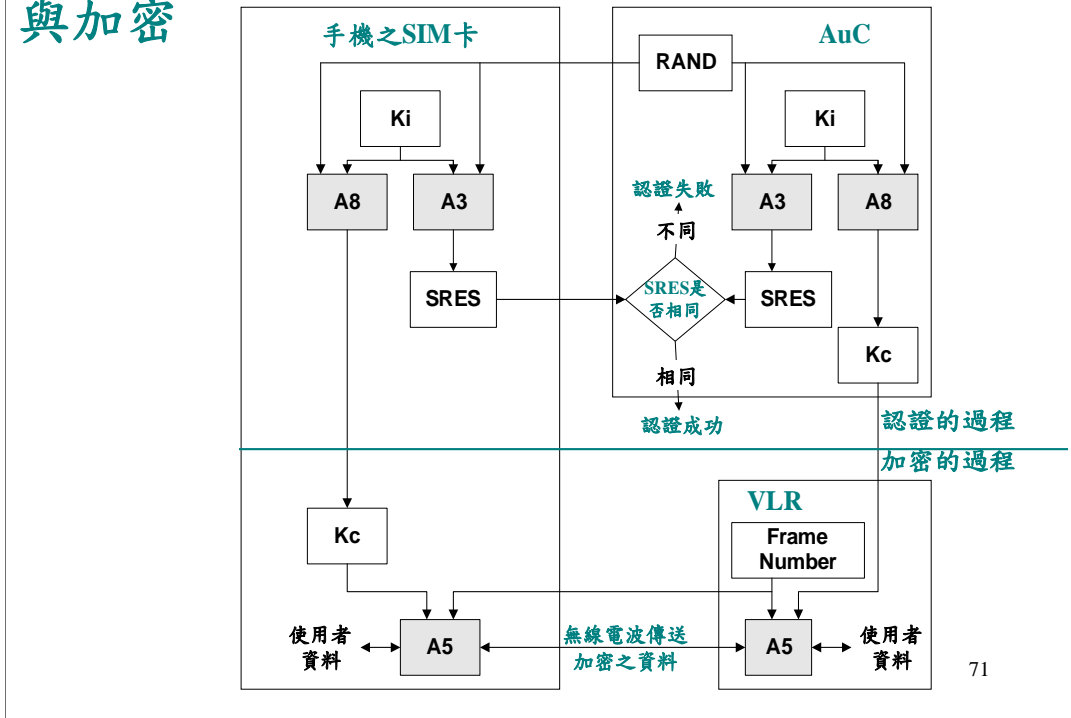 與加密
手機之SIM卡
AuC
RAND
Ki
Ki
A8
A3
認證失敗
A3
A8
不同
SRES
SRES是
否相同
SRES
Kc
相同
認證成功
認證的過程
加密的過程
VLR
Kc
Frame
Number
使用者
資料
A5
無線電波傳送
加密之資料
A5
使用者
資料
71